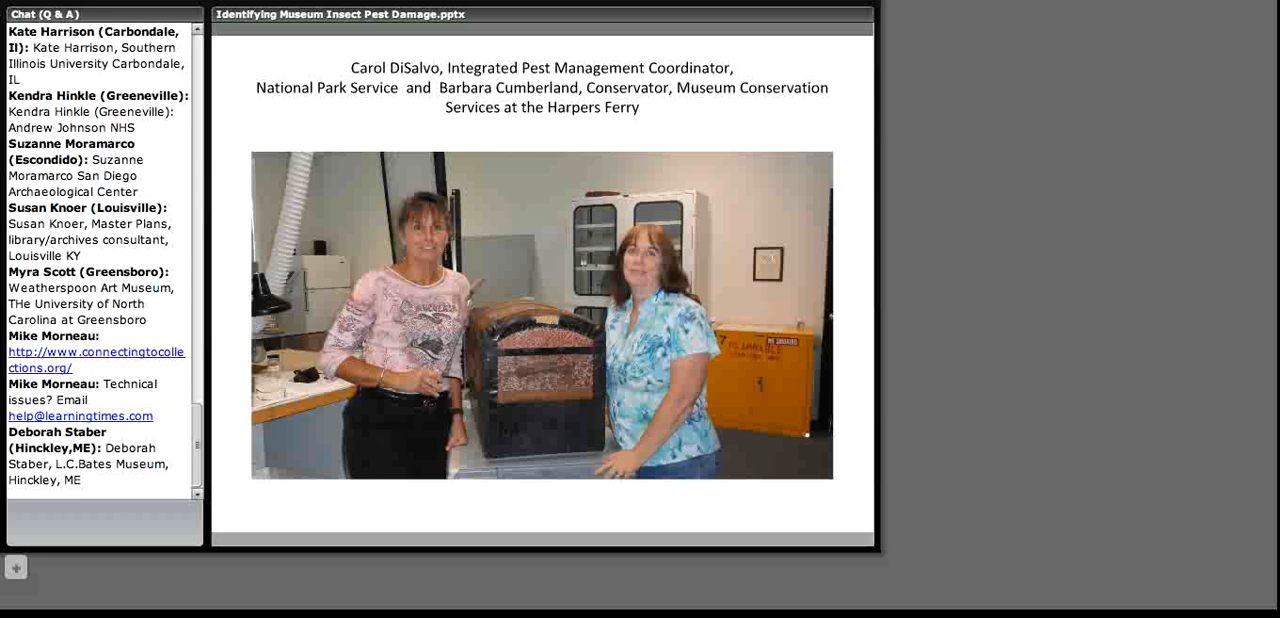 Chat (Q & A)
Kate Harrison (Carbondale,
Il): Kate Harrison, Southern
Illinois University Carbondale,
IL
Kendra Hinkle (Greeneville):
Kendra Hinkle (Greeneville):
Andrew Johnson NHS
Suzanne Moramarco
(Escondido): Suzanne
Moramarco San Diego
Archaeological Center
Susan Knoer (Louisville):
Susan Knoer, Master Plans,
library/archives consultant,
Louisville KY
Myra Scott (Greensboro):
Weatherspoon Art Museum,
THe University of North
Carolina at Greensboro
Mike Morneau:
http://www.connectingtocolle
ctions.org/
Mike Morneau: Technical
issues? Email
help@learningtimes.com
Deborah Staber
(Hinckley,ME): Deborah
Staber, L.C.Bates Museum,
Hinckley, ME
Identifying Museum Insect Pest Damage.pptx
Carol DiSalvo, Integrated Pest Management Coordinator,
National Park Service and Barbara Cumberland, Conservator, Museum Conservation
Services at the Harpers Ferry